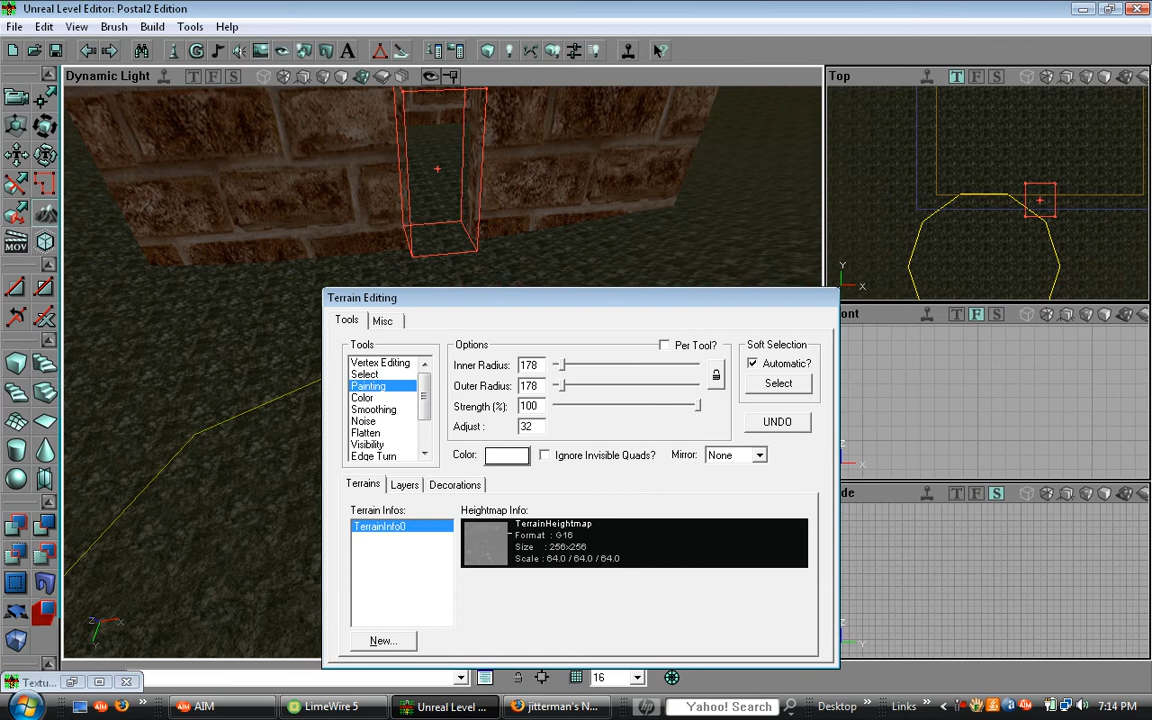 Unreal Level Editor: Postal2 Edition
File Edit View Brush Build Tools Help
Dynamic Light T F S
Top T F S
MOV
Y
X
Z X
Y
ront T F S
Z
X
de T F S
Z
Y
Terrain Editing
Tools Misc
Tools
Vertex Editing
Select
Painting
Color
Smoothing
Noise
Flatten
Visibility
Edge Turn
Options
Per Tool?
Inner Radius: 178
Outer Radius: 178
Strength (%): 100
Adjust : 32
Soft Selection
Automatic?
Select
UNDO
Color:
Ignore Invisible Quads?
Mirror: None
Terrains Layers Decorations
Terrain Infos:
TerrainInfo0
Heightmap Info:
TerrainHeightmap
Format : G16
Size : 256x256
Scale : 64.0 / 64.0 / 64.0
New...
16
Textu...
AIM
LimeWire 5
Unreal Level ...
jitterman's N...
Yahoo! Search
Desktop
Links
7:14 PM